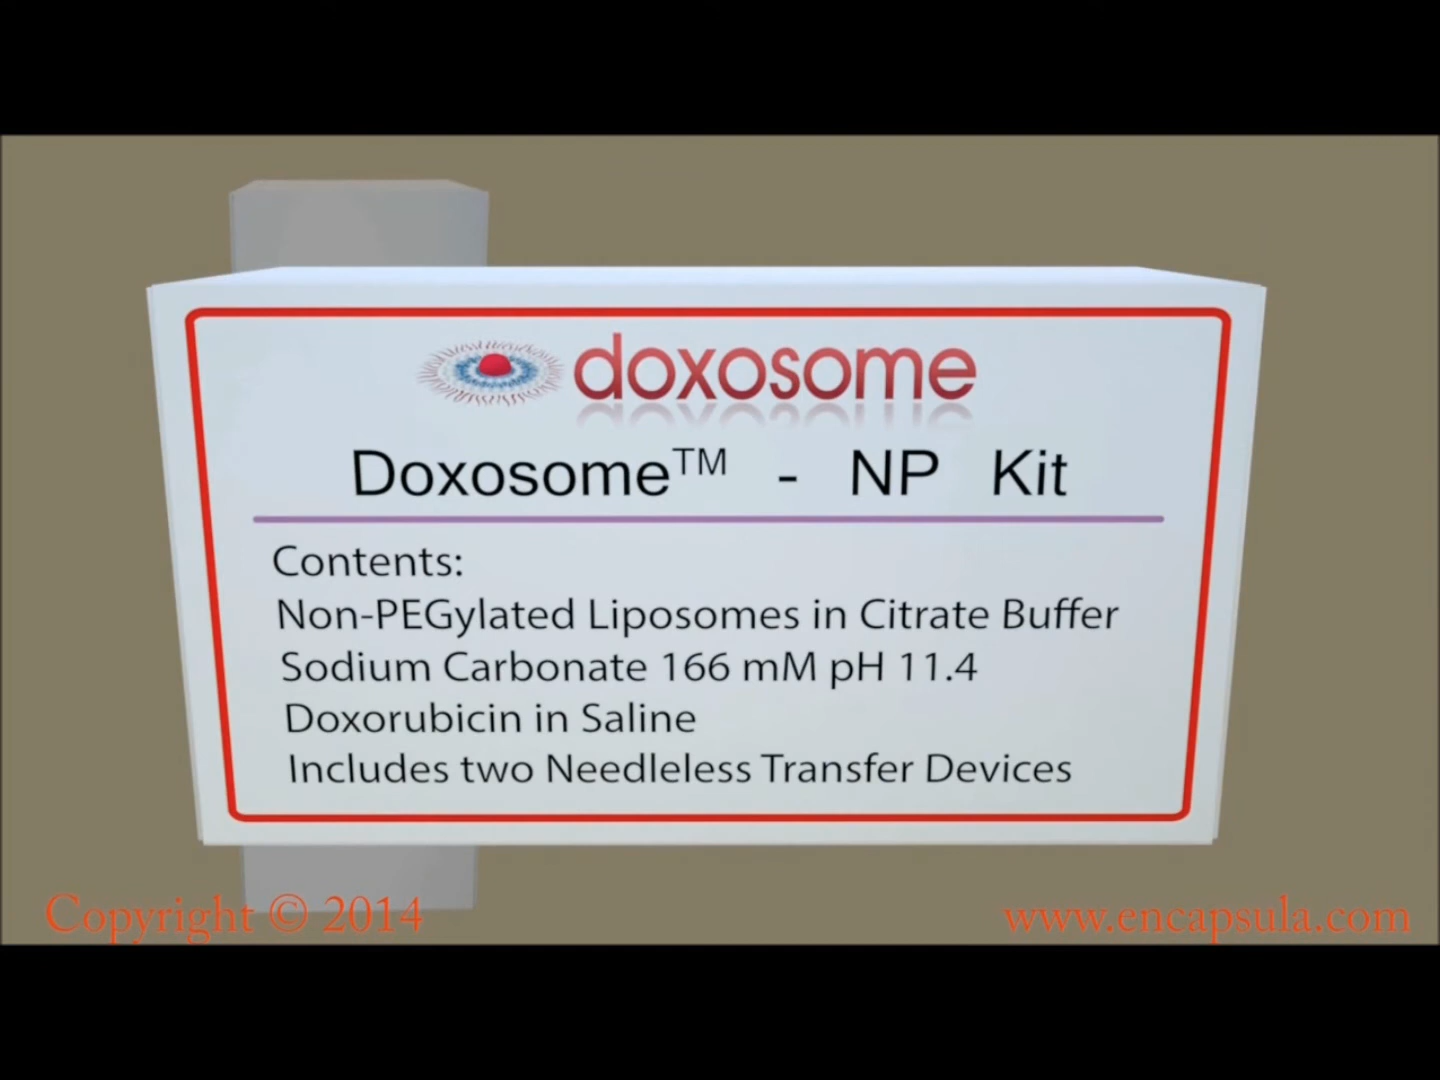 doxosome
Doxosome™ - NP Kit
Contents:
Non-PEGylated Liposomes in Citrate Buffer
Sodium Carbonate 166 mM pH 11.4
Doxorubicin in Saline
Includes two Needleless Transfer Devices
Copyright © 2014
www.encapsula.com